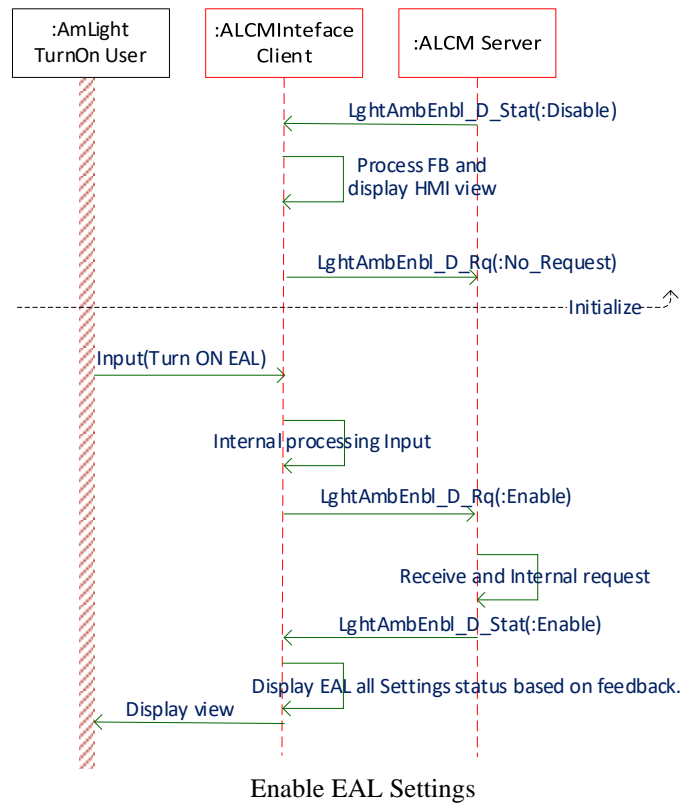 :AmLight
TurnOn User
:ALCMInteface
Client
:ALCM Server
LghtAmbEnbl_D_Stat(:Disable)
Process FB and
display HMI view
LghtAmbEnbl_D_Rq(:No_Request)
Initialize
Input(Turn ON EAL)
Internal processing Input
LghtAmbEnbl_D_Rq(:Enable)
Receive and Internal request
LghtAmbEnbl_D_Stat(:Enable)
Display EAL all Settings status based on feedback.
Display view
Enable EAL Settings